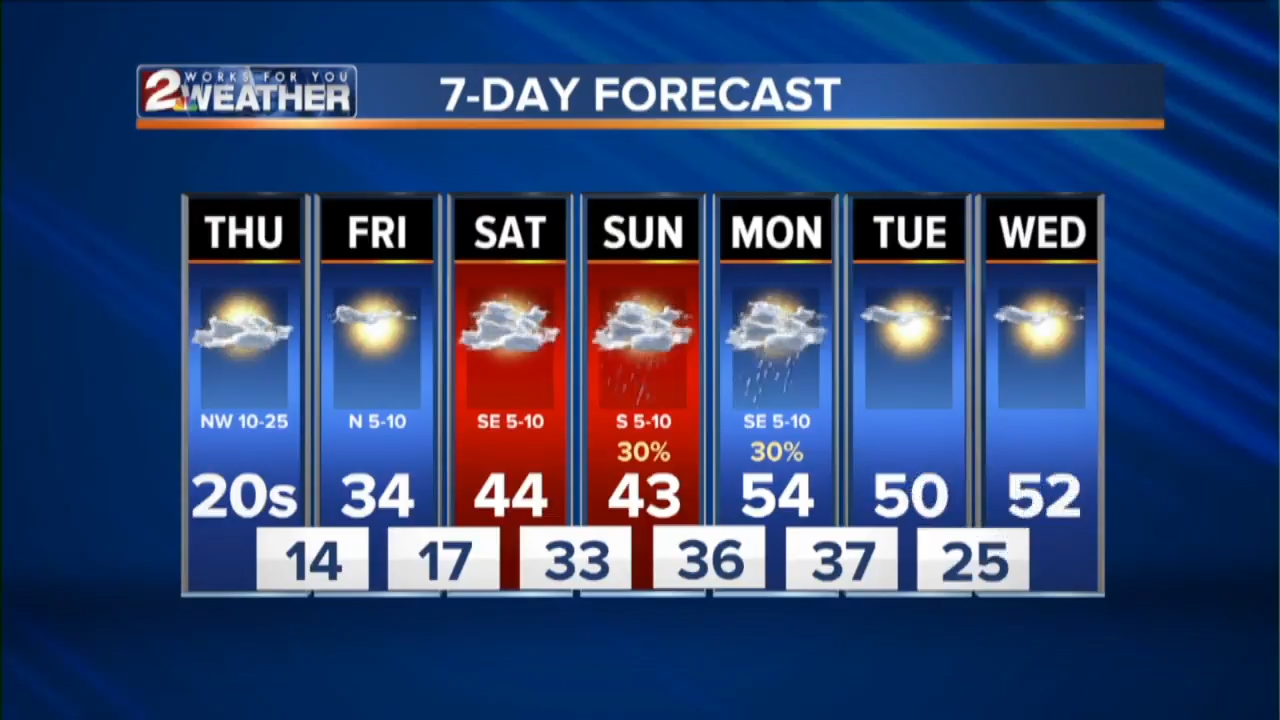 2 WORKS FOR YOU
WEATHER
7-DAY FORECAST
THU FRI SAT SUN MON TUE WED
NW 10-25 N 5-10 SE 5-10 S 5-10 SE 5-10
30% 30%
20s 34 44 43 54 50 52
14 17 33 36 37 25